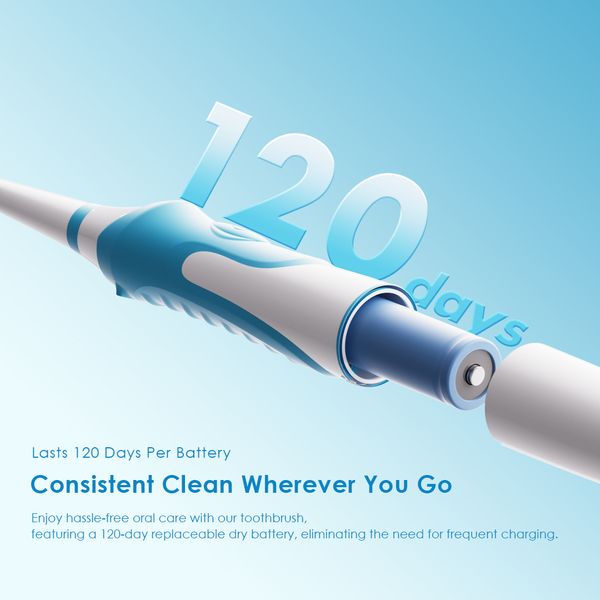 120
days
Lasts 120 Days Per Battery
Consistent Clean Wherever You Go
Enjoy hassle-free oral care with our toothbrush,
featuring a 120-day replaceable dry battery, eliminating the need for frequent charging.